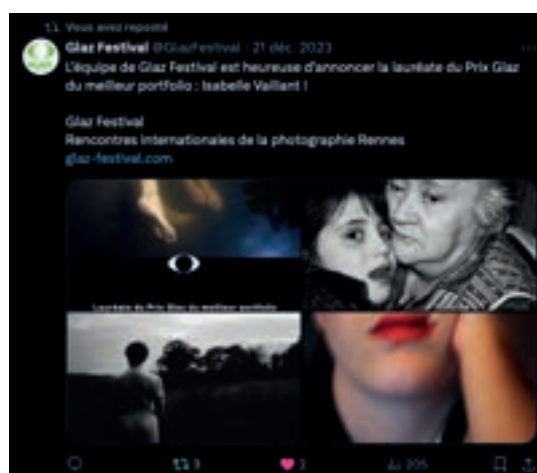 Vous avez reposté
Glaz Festival @GlazFestival · 21 déc. 2023
L'équipe de Glaz Festival est heureuse d'annoncer la lauréate du Prix Glaz
du meilleur portfolio : Isabelle Vaillant !
Glaz Festival
Rencontres internationales de la photographie Rennes
glaz-festival.com
Lauréate du Prix Glaz du meilleur portfolio
3
3
205